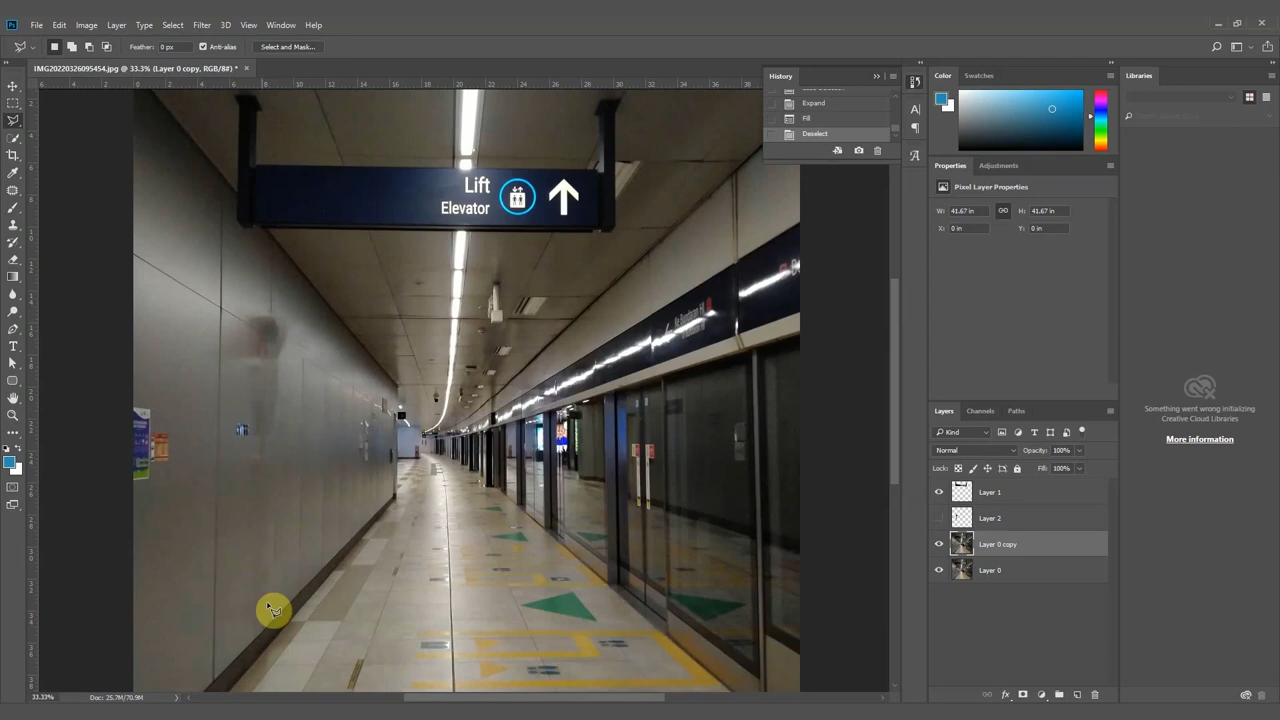 Ps File Edit Image Layer Type Select Filter 3D View Window Help
Feather: 0 px Anti-alias Select and Mask...
IMG20220326095454.jpg @ 33.3% (Layer 0 copy, RGB/8#) * ×
History
Expand
Fill
Deselect
Color Swatches
Libraries
Properties Adjustments
Pixel Layer Properties
W: 41.67 in H: 41.67 in
X: 0 in Y: 0 in
Lift
Elevator
Something went wrong initializing
Creative Cloud Libraries
More information
Layers Channels Paths
Kind
Normal Opacity: 100%
Lock: Fill: 100%
Layer 1
Layer 2
Layer 0 copy
Layer 0
33.33% Doc: 25.7M/70.9M